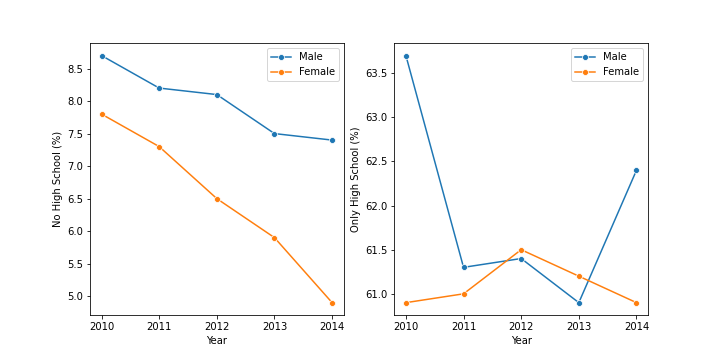 No High School (%)
8.5
8.0
7.5
7.0
6.5
6.0
5.5
5.0
2010 2011 2012 2013 2014
Year
Male
Female
Only High School (%)
63.5
63.0
62.5
62.0
61.5
61.0
2010 2011 2012 2013 2014
Year
Male
Female